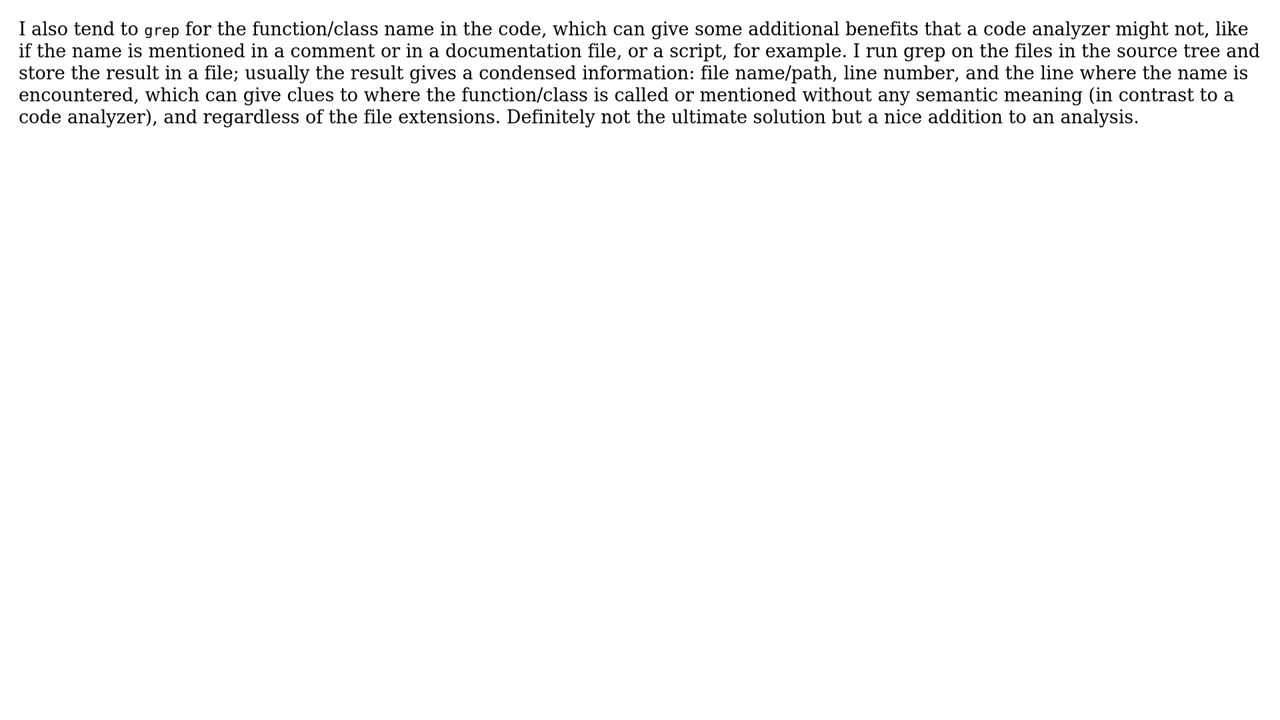 I also tend to grep for the function/class name in the code, which can give some additional benefits that a code analyzer might not, like
if the name is mentioned in a comment or in a documentation file, or a script, for example. I run grep on the files in the source tree and
store the result in a file; usually the result gives a condensed information: file name/path, line number, and the line where the name is
encountered, which can give clues to where the function/class is called or mentioned without any semantic meaning (in contrast to a
code analyzer), and regardless of the file extensions. Definitely not the ultimate solution but a nice addition to an analysis.